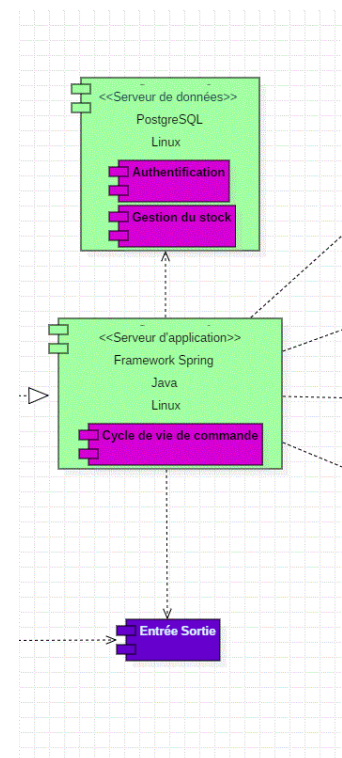 <<Serveur de données>>
PostgreSQL
Linux
Authentification
Gestion du stock
<<Serveur d'application>>
Framework Spring
Java
Linux
Cycle de vie de commande
Entrée Sortie